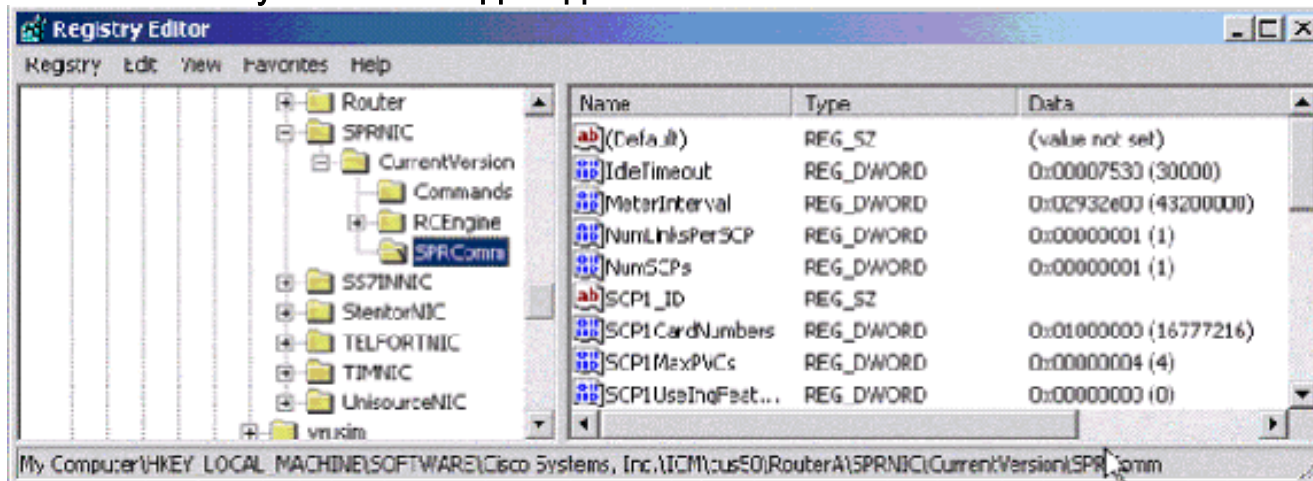 Registry Editor
Registry Edit View Favorites Help
Router
SPRNIC
CurrentVersion
Commands
RCEngine
SPRComm
SS7INNIC
StentorNIC
TELFORTNIC
TIMNIC
UnisourceNIC
vrusim
Name Type Data
(Default) REG_SZ (value not set)
IdleTimeout REG_DWORD 0x00007530 (30000)
MeterInterval REG_DWORD 0x02932e00 (43200000)
NumLinksPerSCP REG_DWORD 0x00000001 (1)
NumSCPs REG_DWORD 0x00000001 (1)
SCP1_ID REG_SZ
SCP1CardNumbers REG_DWORD 0x01000000 (16777216)
SCP1MaxPVCs REG_DWORD 0x00000004 (4)
SCP1UseInqFeat... REG_DWORD 0x00000000 (0)
My Computer\HKEY_LOCAL_MACHINE\SOFTWARE\Cisco Systems, Inc.\ICM\cus50\RouterA\SPRNIC\CurrentVersion\SPRComm